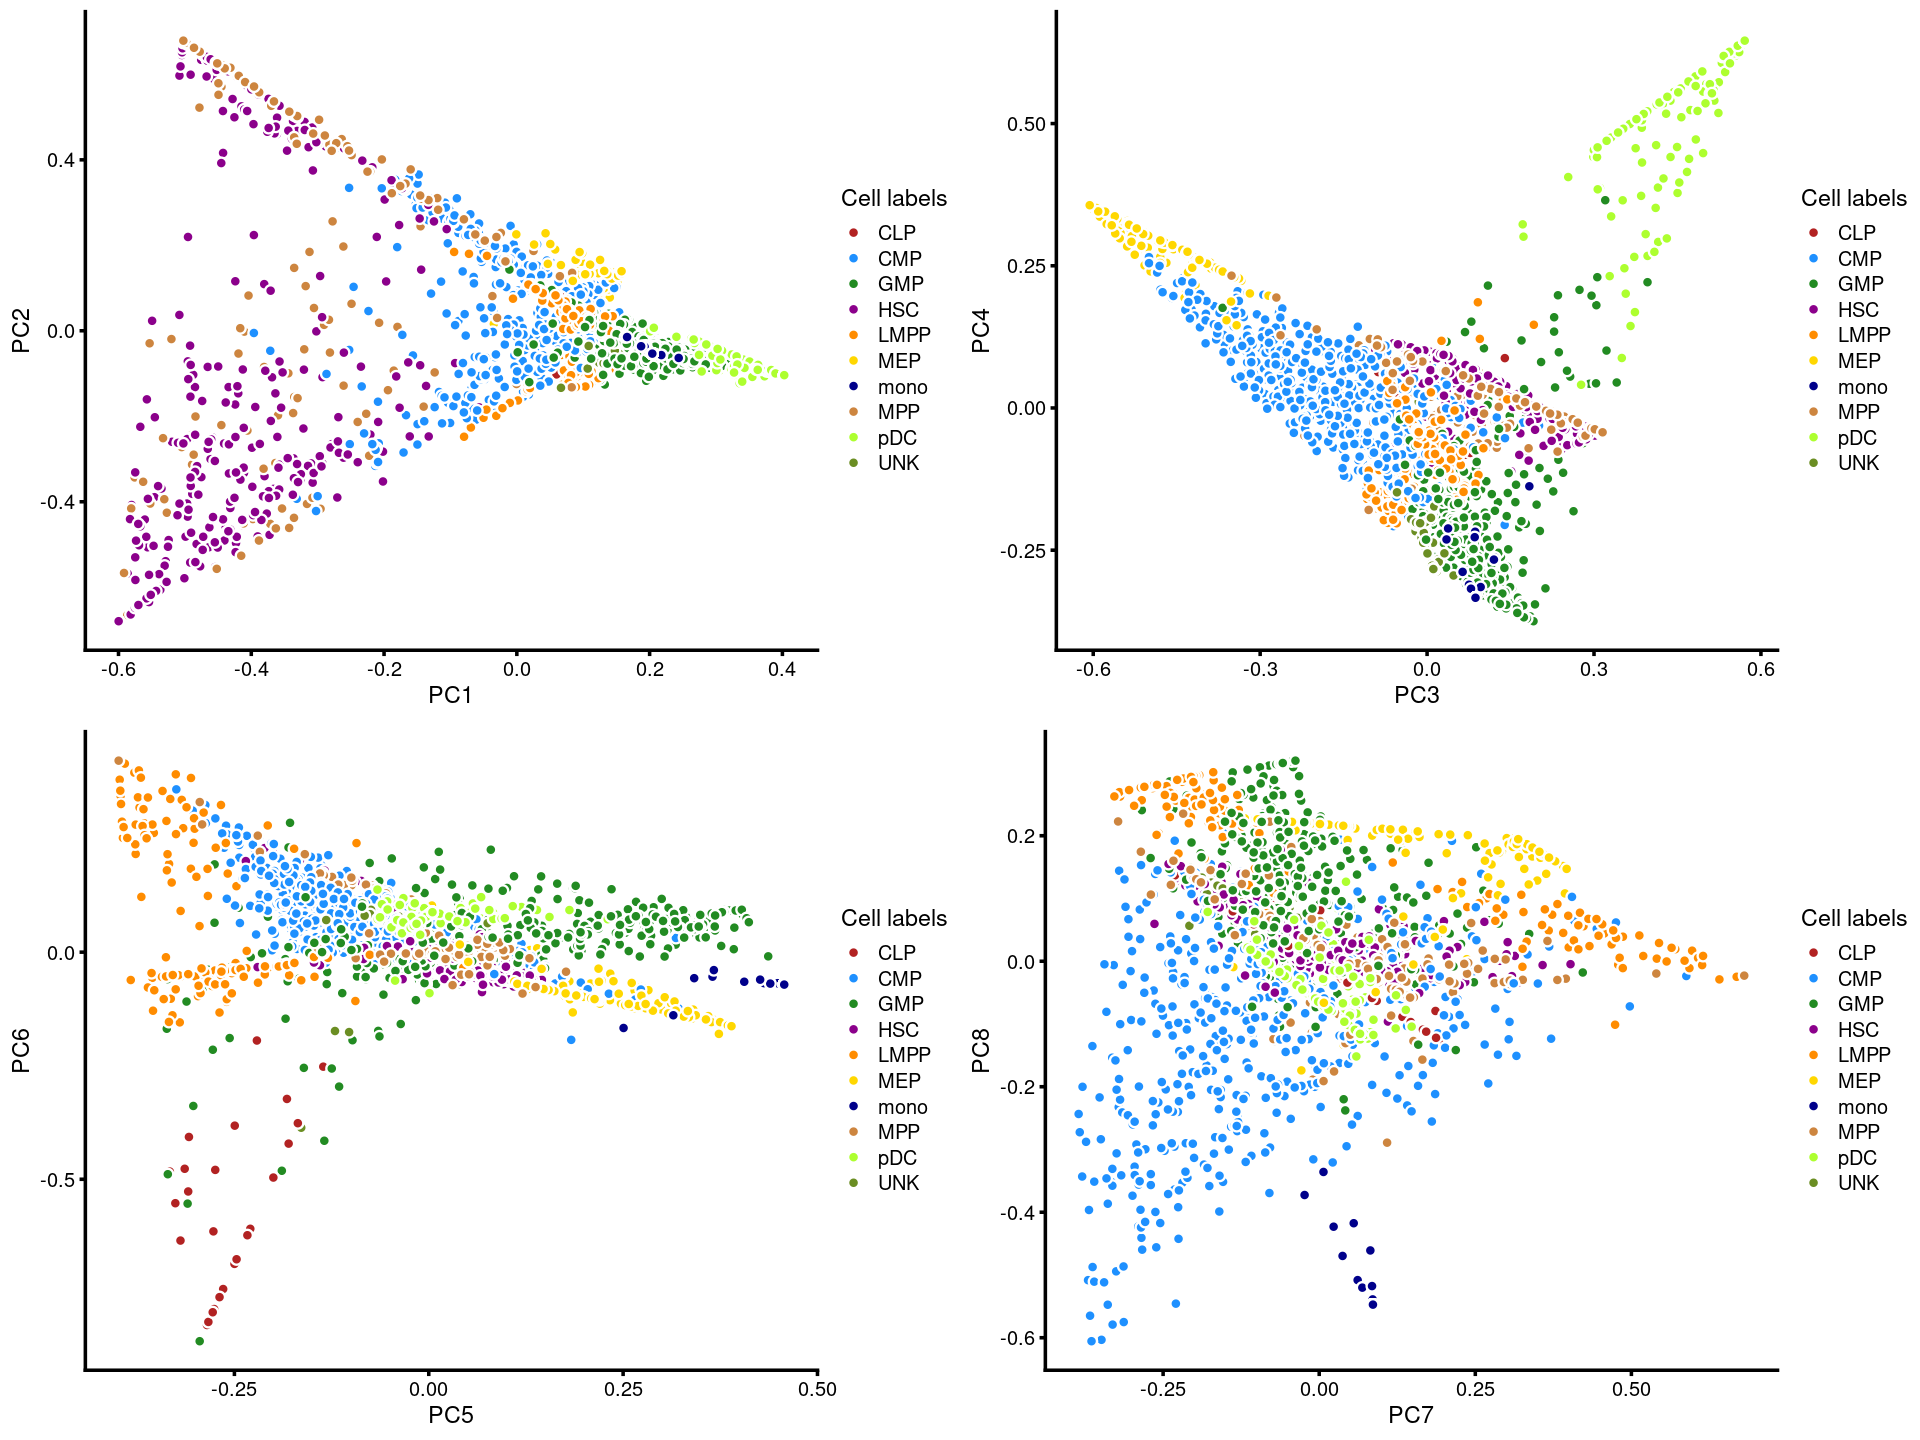 0.4
0.0
-0.4
PC2
-0.6 -0.4 -0.2 0.0 0.2 0.4
PC1
Cell labels
CLP
CMP
GMP
HSC
LMPP
MEP
mono
MPP
pDC
UNK
0.50
0.25
0.00
-0.25
PC4
-0.6 -0.3 0.0 0.3 0.6
PC3
Cell labels
CLP
CMP
GMP
HSC
LMPP
MEP
mono
MPP
pDC
UNK
0.0
-0.5
PC6
-0.25 0.00 0.25 0.50
PC5
Cell labels
CLP
CMP
GMP
HSC
LMPP
MEP
mono
MPP
pDC
UNK
0.2
0.0
-0.2
-0.4
-0.6
PC8
-0.25 0.00 0.25 0.50
PC7
Cell labels
CLP
CMP
GMP
HSC
LMPP
MEP
mono
MPP
pDC
UNK